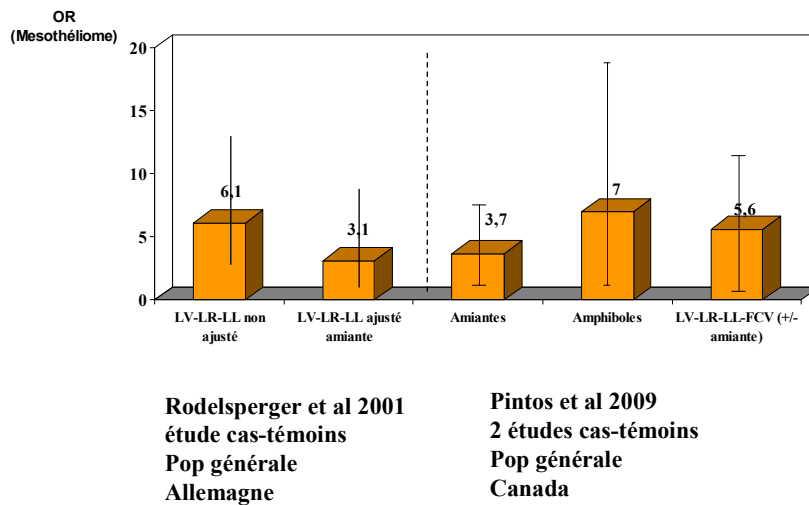 OR
(Mesothéliome)
20
15
10
5
0
6,1
3,1
3,7
7
5,6
LV-LR-LL non
ajusté
LV-LR-LL ajusté
amiante
Amiantes
Amphiboles
LV-LR-LL-FCV (+/-
amiante)
Rodelsperger et al 2001
étude cas-témoins
Pop générale
Allemagne
Pintos et al 2009
2 études cas-témoins
Pop générale
Canada